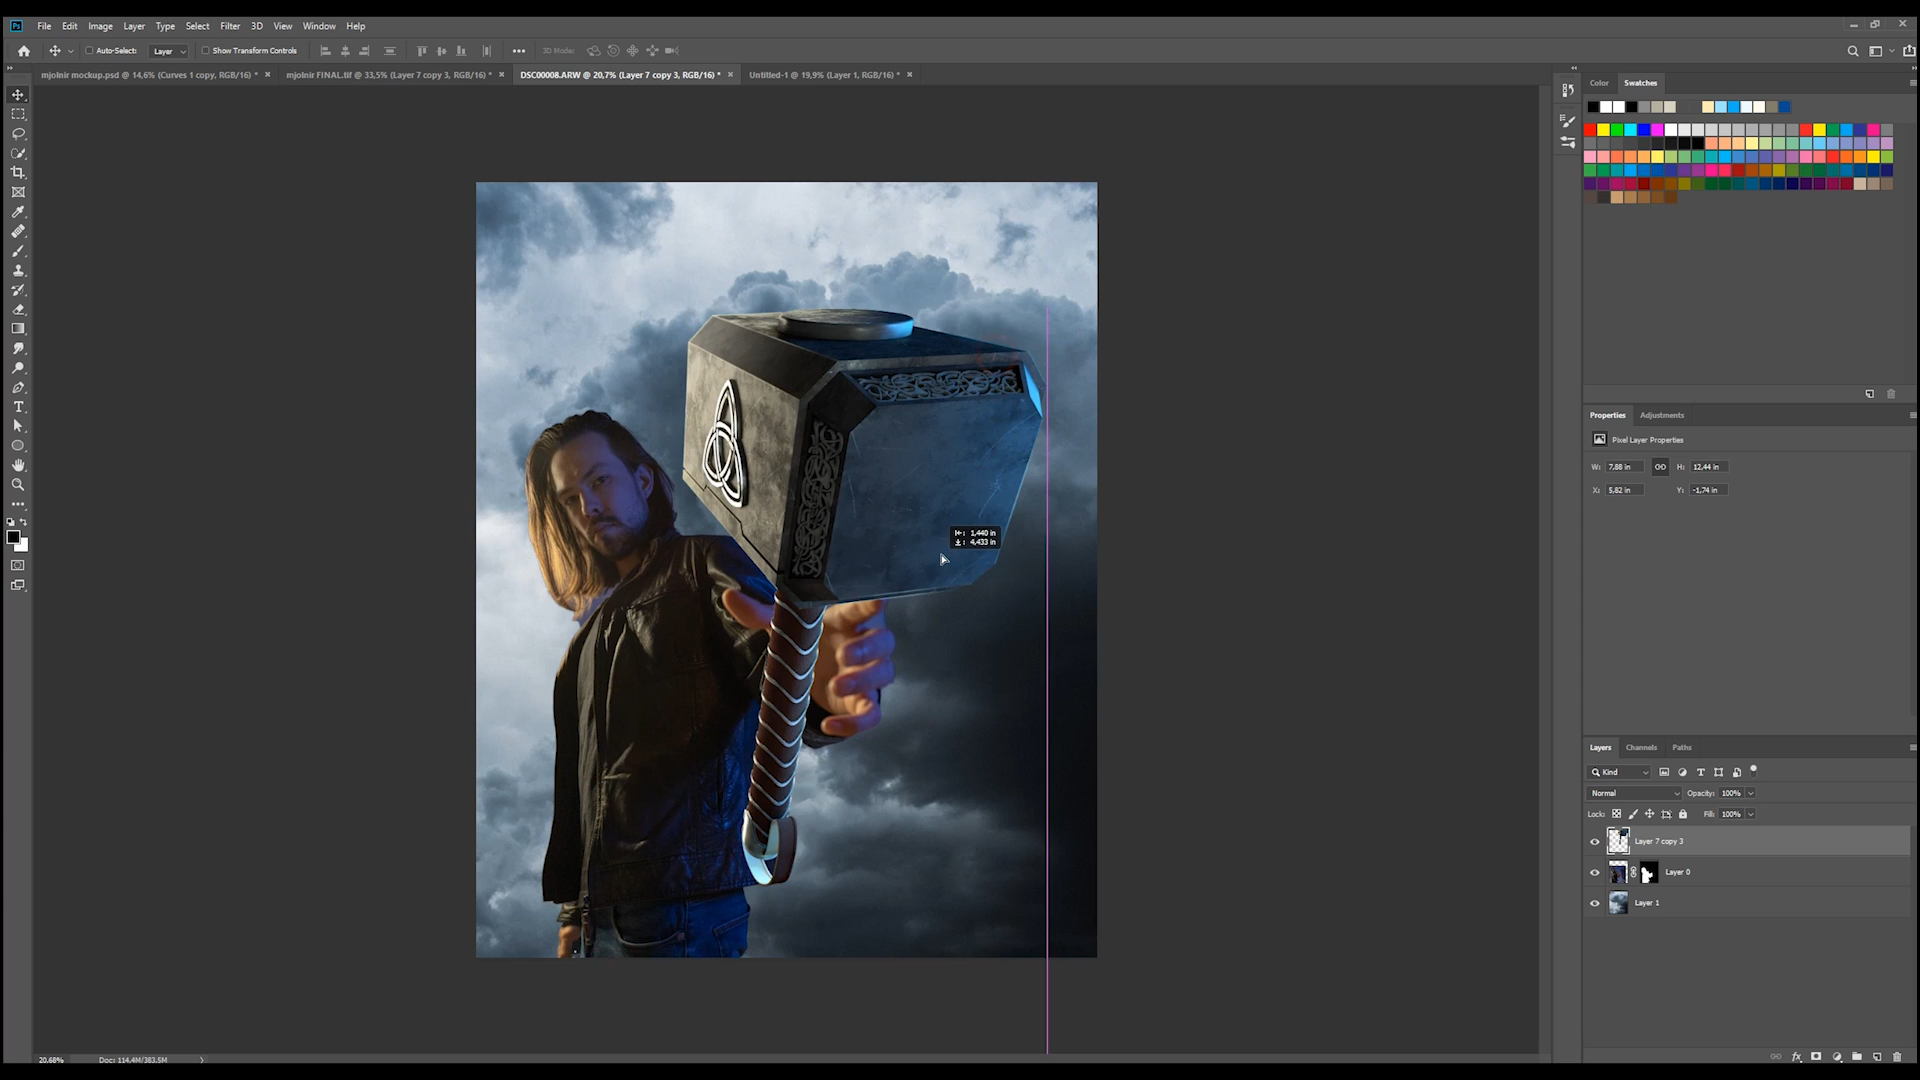 Ps File Edit Image Layer Type Select Filter 3D View Window Help
Auto-Select: Layer Show Transform Controls 3D Mode:
mjolnir mockup.psd @ 14,6% (Curves 1 copy, RGB/16) * × mjolnir FINAL.tif @ 33,5% (Layer 7 copy 3, RGB/16) * × DSC00008.ARW @ 20,7% (Layer 7 copy 3, RGB/16) * × Untitled-1 @ 19,9% (Layer 1, RGB/16) * ×
Color Swatches
Properties Adjustments
Pixel Layer Properties
W: 7,88 in H: 12,44 in
X: 5,82 in Y: -1,74 in
1,440 in
4,433 in
Layers Channels Paths
Kind
Normal Opacity: 100%
Lock: Fill: 100%
Layer 7 copy 3
Layer 0
Layer 1
20.68% Doc: 114.4M/383.5M